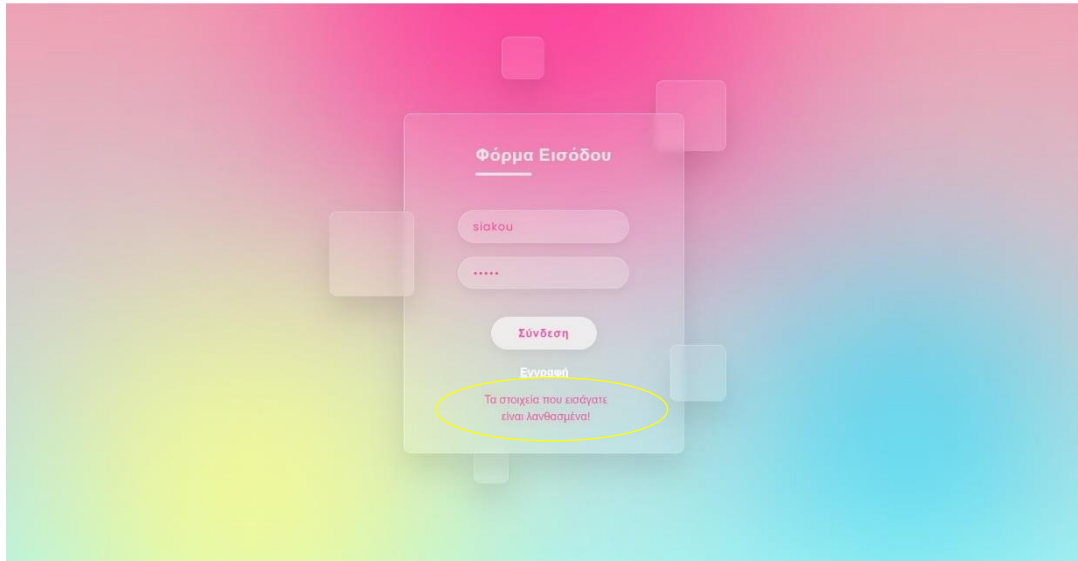 Φόρμα Εισόδου
siakou
•••••
Σύνδεση
Εγγραφή
Τα στοιχεία που εισάγατε
είναι λανθασμένα!